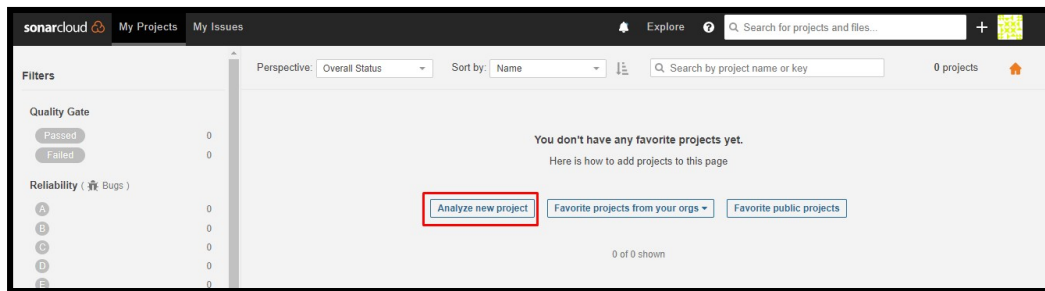 sonarcloud My Projects My Issues Explore ? Search for projects and files... +
Filters
Perspective: Overall Status Sort by: Name Search by project name or key 0 projects
Quality Gate
Passed 0
Failed 0
You don't have any favorite projects yet.
Here is how to add projects to this page
Reliability ( Bugs )
A 0
B 0
C 0
D 0
E 0
Analyze new project Favorite projects from your orgs Favorite public projects
0 of 0 shown